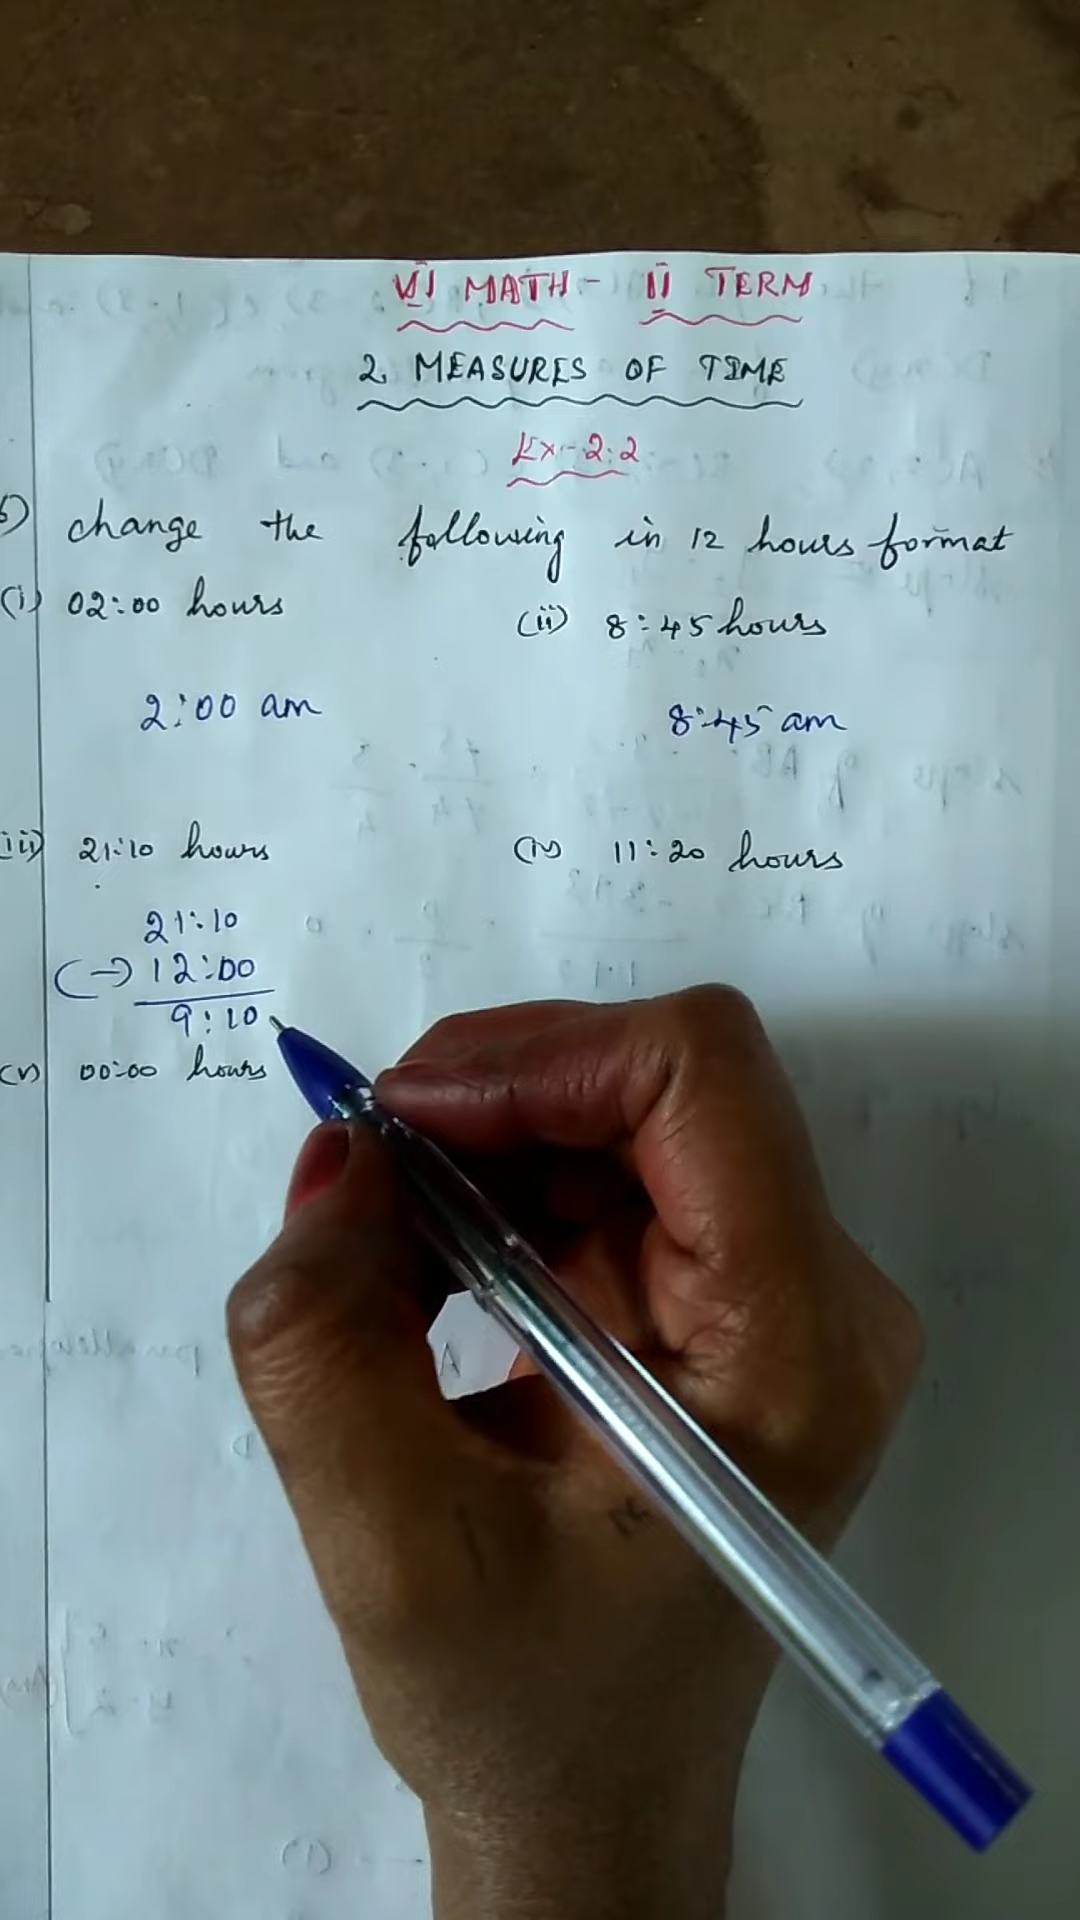 VI MATH - II TERM
2. MEASURES OF TIME
Ex-2.2
6) change the following in 12 hours format
(i) 02:00 hours
(ii) 8:45 hours
2:00 am
8:45 am
(iii) 21:10 hours
(iv) 11:20 hours
21:10
(-) 12:00
9:10
(v) 00:00 hours
A